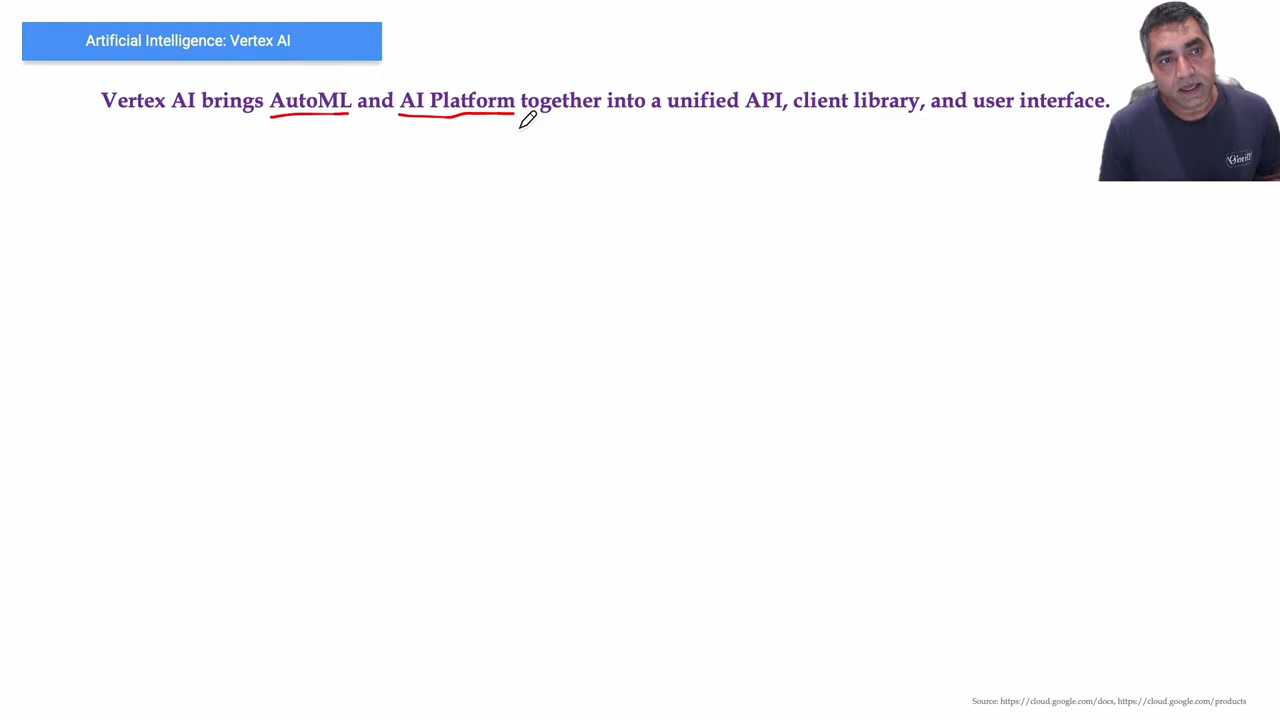 Artificial Intelligence: Vertex AI
Vertex AI brings AutoML and AI Platform together into a unified API, client library, and user interface.
O'neill
Source: https://cloud.google.com/docs, https://cloud.google.com/products